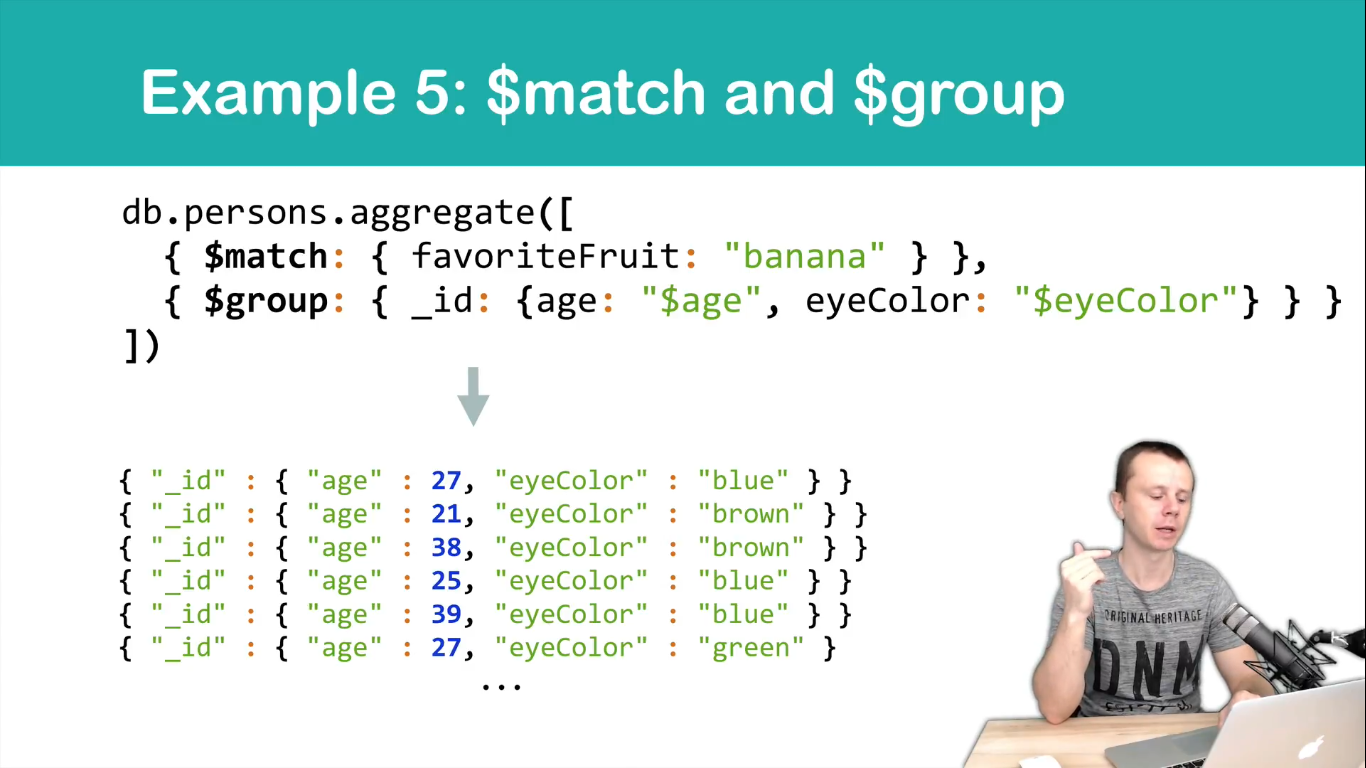 Example 5: $match and $group
db.persons.aggregate([
{ $match: { favoriteFruit: "banana" } },
{ $group: { _id: {age: "$age", eyeColor: "$eyeColor"} } }
])
{ "_id" : { "age" : 27, "eyeColor" : "blue" } }
{ "_id" : { "age" : 21, "eyeColor" : "brown" } }
{ "_id" : { "age" : 38, "eyeColor" : "brown" } }
{ "_id" : { "age" : 25, "eyeColor" : "blue" } }
{ "_id" : { "age" : 39, "eyeColor" : "blue" } }
{ "_id" : { "age" : 27, "eyeColor" : "green" }
...
ORIGINAL HERITAGE
DNM